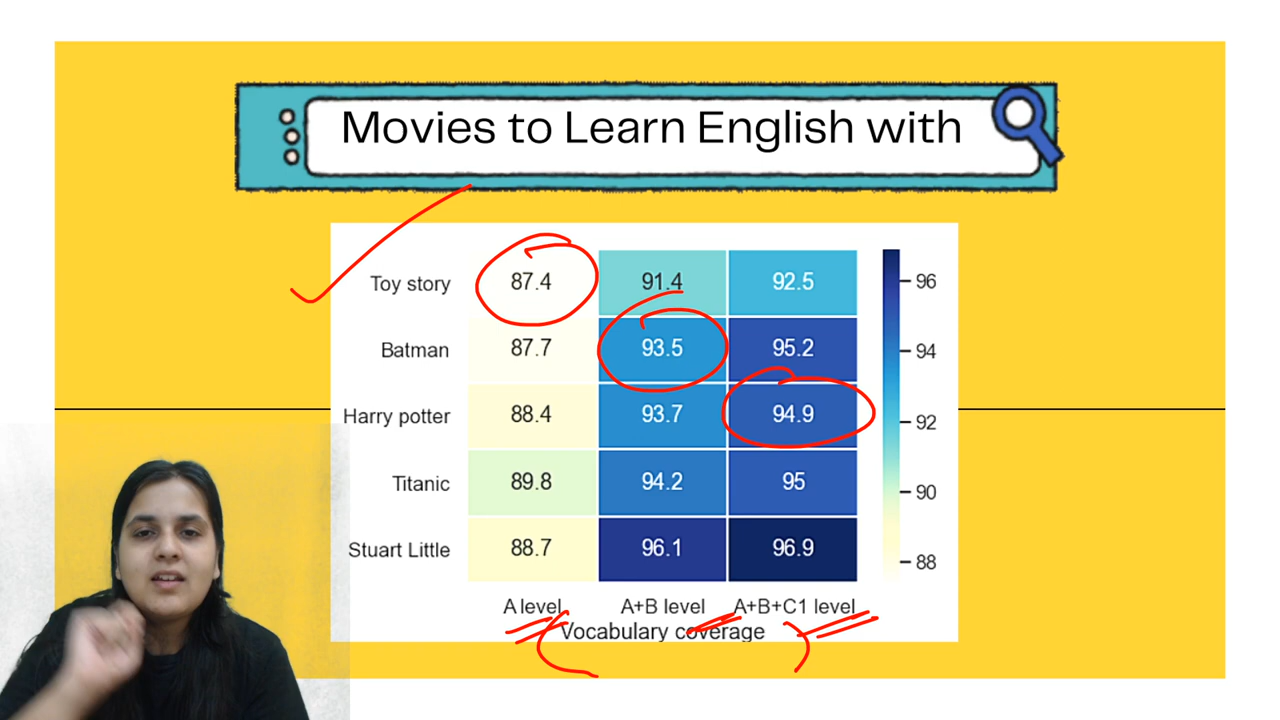 Movies to Learn English with
Toy story 87.4 91.4 92.5
96
Batman 87.7 93.5 95.2
94
Harry potter 88.4 93.7 94.9
92
Titanic 89.8 94.2 95
90
Stuart Little 88.7 96.1 96.9
88
A level A+B level A+B+C1 level
Vocabulary coverage